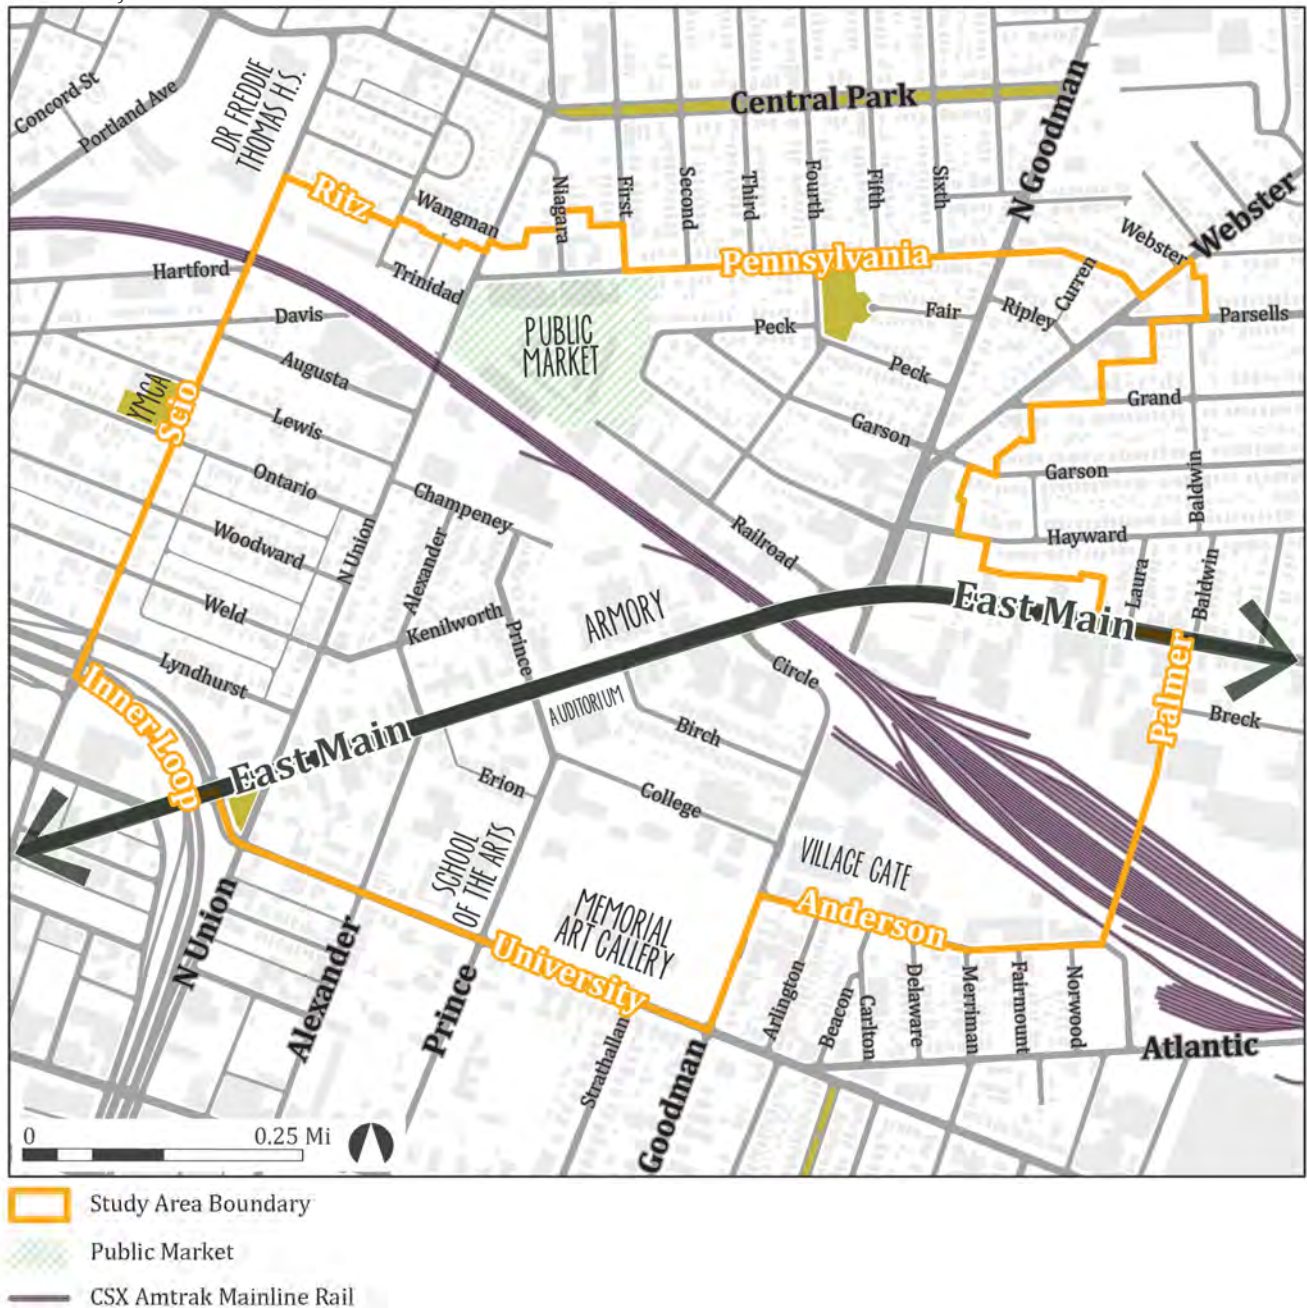 Concord St
Portland Ave
DR FREDDIE
THOMAS H.S.
Central Park
N Goodman
Ritz
Wangman
Niagara
First
Second
Third
Fourth
Fifth
Sixth
Webster
Webster
Hartford
Trinidad
Pennsylvania
Curren
Davis
PUBLIC
MARKET
Peck
Fair
Ripley
Parsells
Augusta
Peck
YMCA
Scio
Lewis
Grand
Garson
Ontario
Champeney
Garson
Baldwin
Woodward
N Union
Alexander
Railroad
Hayward
Weld
Kenilworth
Prince
ARMORY
East Main
Laura
Baldwin
Lyndhurst
Circle
Palmer
Inner Loop
AUDITORIUM
Birch
Breck
East Main
Erion
College
SCHOOL
OF THE ARTS
VILLAGE GATE
MEMORIAL
ART GALLERY
Anderson
N Union
Alexander
Prince
University
Strathallan
Goodman
Arlington
Beacon
Carlton
Delaware
Merriman
Fairmount
Norwood
Atlantic
0 0.25 Mi
Study Area Boundary
Public Market
CSX Amtrak Mainline Rail